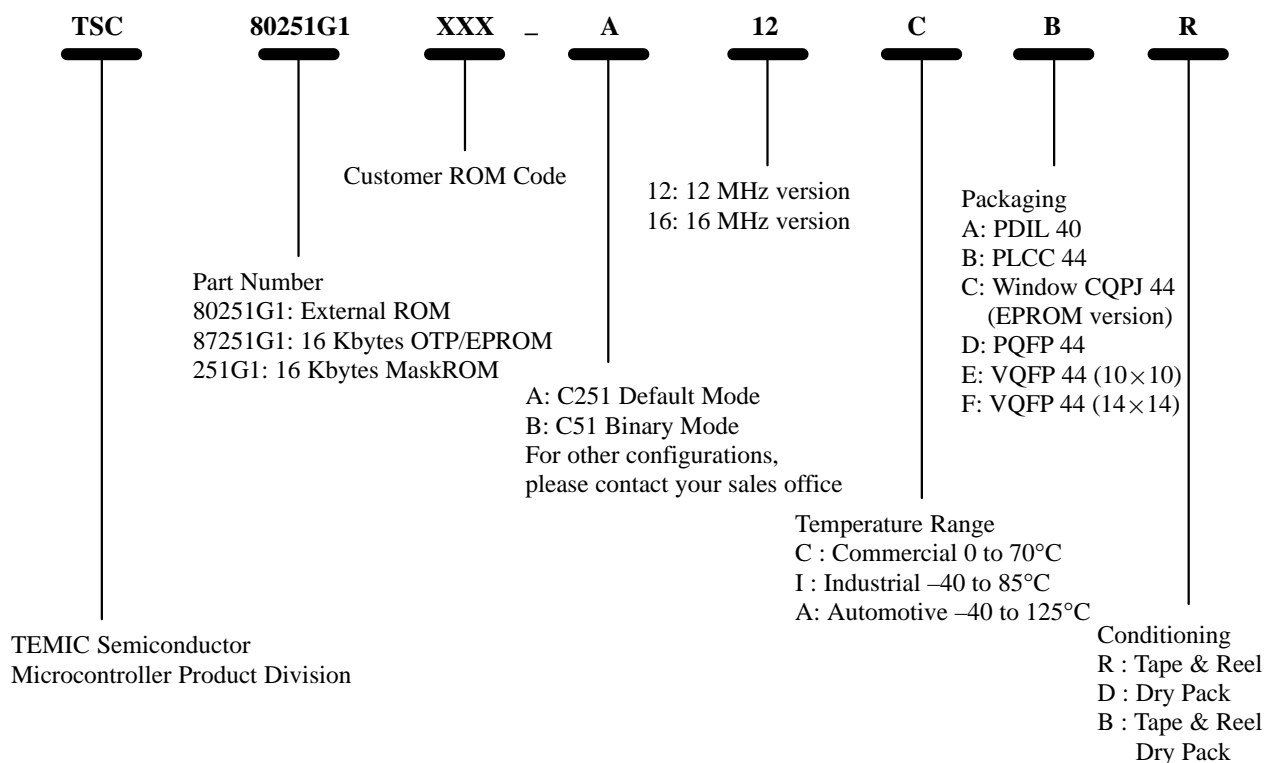 TSC 80251G1 XXX _ A 12 C B R
Customer ROM Code
12: 12 MHz version
16: 16 MHz version
Packaging
A: PDIL 40
B: PLCC 44
C: Window CQPJ 44
(EPROM version)
D: PQFP 44
E: VQFP 44 (10×10)
F: VQFP 44 (14×14)
Part Number
80251G1: External ROM
87251G1: 16 Kbytes OTP/EPROM
251G1: 16 Kbytes MaskROM
A: C251 Default Mode
B: C51 Binary Mode
For other configurations,
please contact your sales office
Temperature Range
C : Commercial 0 to 70°C
I : Industrial –40 to 85°C
A: Automotive –40 to 125°C
TEMIC Semiconductor
Microcontroller Product Division
Conditioning
R : Tape & Reel
D : Dry Pack
B : Tape & Reel
Dry Pack